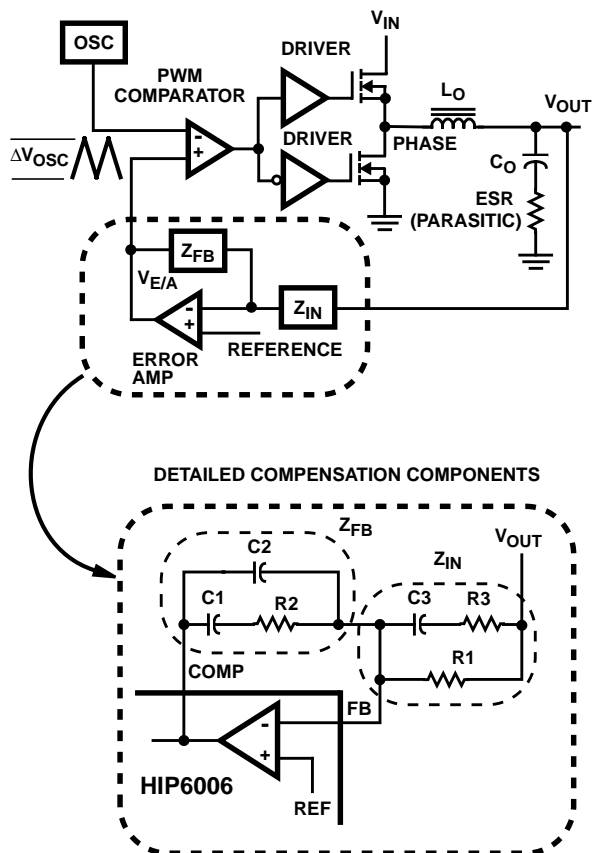 V_IN
OSC
DRIVER
PWM
COMPARATOR
L_O
V_OUT
-
+
DRIVER
PHASE
ΔV_OSC
C_O
ESR
(PARASITIC)
Z_FB
V_E/A
-
+
Z_IN
REFERENCE
ERROR
AMP
DETAILED COMPENSATION COMPONENTS
Z_FB
V_OUT
C2
Z_IN
C1
R2
C3
R3
R1
COMP
FB
-
+
HIP6006
REF